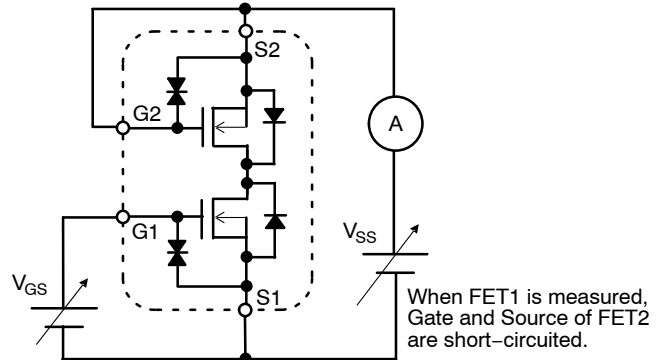 S2
G2
A
G1
VSS
VGS
S1
When FET1 is measured,
Gate and Source of FET2
are short−circuited.